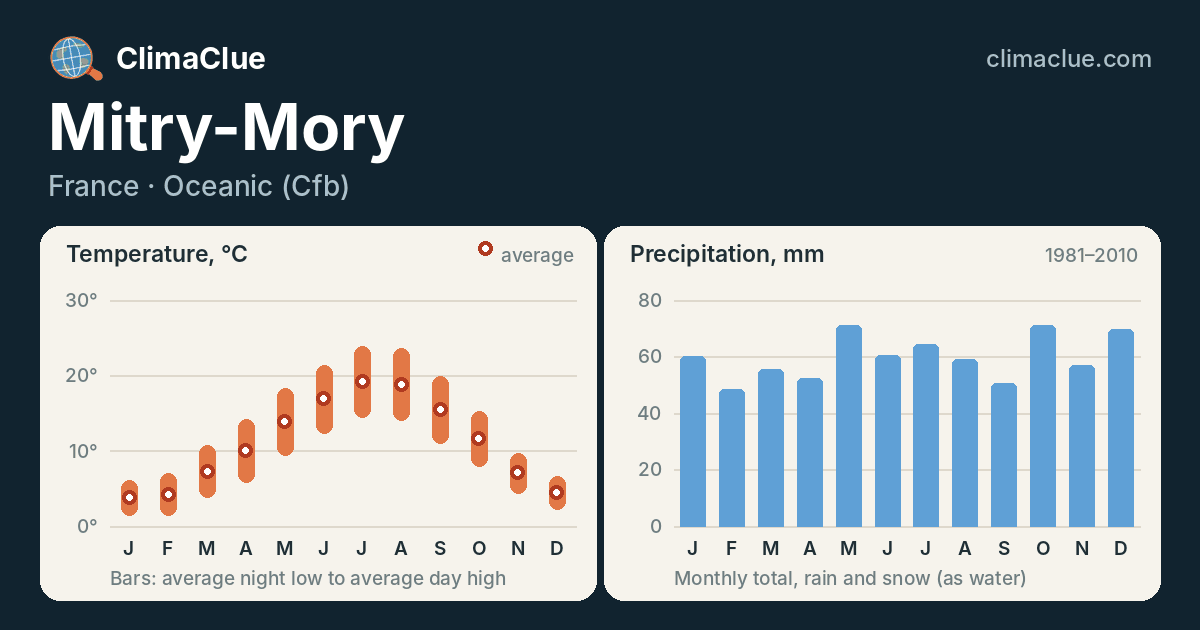 ClimaClue
climaclue.com
Mitry-Mory
France · Oceanic (Cfb)
Temperature, °C
average
30°
20°
10°
0°
J F M A M J J A S O N D
Bars: average night low to average day high
Precipitation, mm
1981–2010
80
60
40
20
0
J F M A M J J A S O N D
Monthly total, rain and snow (as water)